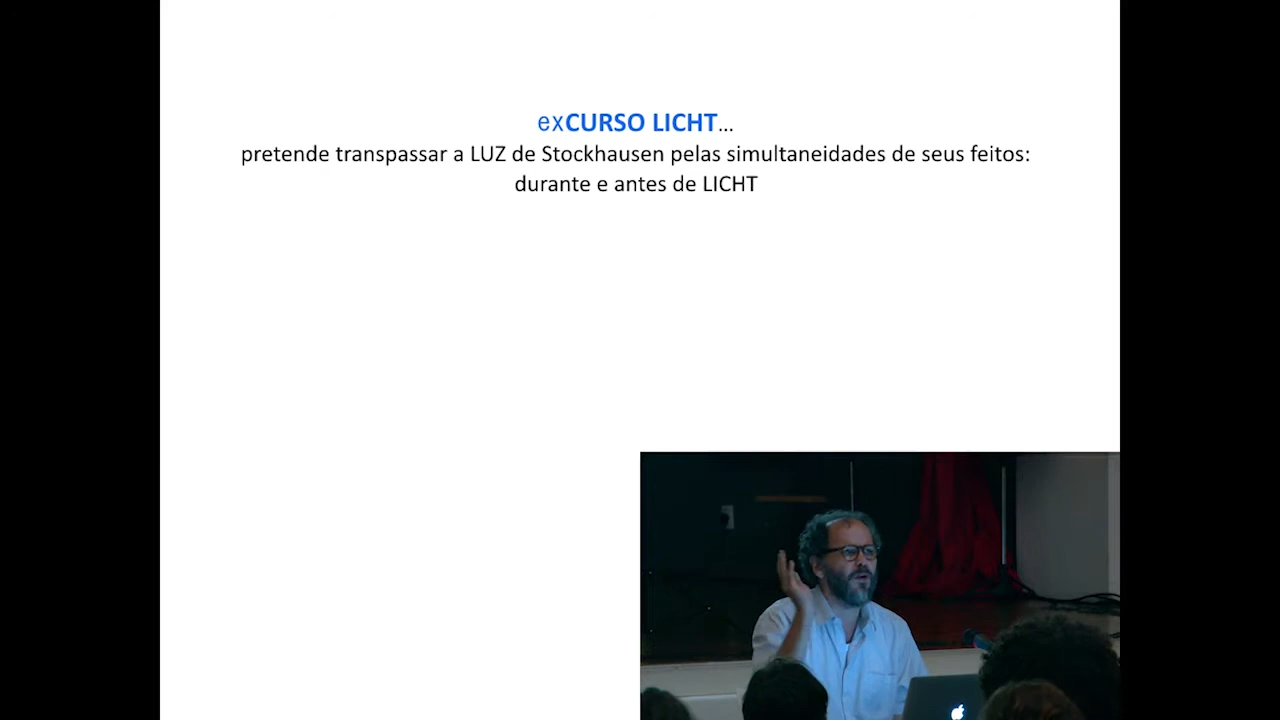 exCURSO LICHT...
pretende transpassar a LUZ de Stockhausen pelas simultaneidades de seus feitos:
durante e antes de LICHT